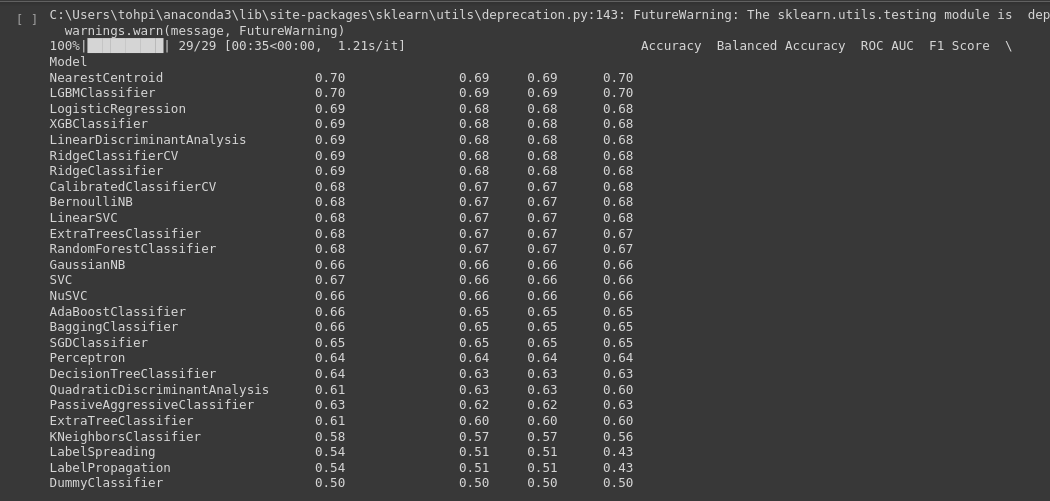 [ ] C:\Users\tohpi\anaconda3\lib\site-packages\sklearn\utils\deprecation.py:143: FutureWarning: The sklearn.utils.testing module is  dep
warnings.warn(message, FutureWarning)
100%|██████████| 29/29 [00:35<00:00,  1.21s/it] Accuracy  Balanced Accuracy  ROC AUC  F1 Score  \
Model
NearestCentroid 0.70 0.69 0.69 0.70
LGBMClassifier 0.70 0.69 0.69 0.70
LogisticRegression 0.69 0.68 0.68 0.68
XGBClassifier 0.69 0.68 0.68 0.68
LinearDiscriminantAnalysis 0.69 0.68 0.68 0.68
RidgeClassifierCV 0.69 0.68 0.68 0.68
RidgeClassifier 0.69 0.68 0.68 0.68
CalibratedClassifierCV 0.68 0.67 0.67 0.68
BernoulliNB 0.68 0.67 0.67 0.68
LinearSVC 0.68 0.67 0.67 0.68
ExtraTreesClassifier 0.68 0.67 0.67 0.67
RandomForestClassifier 0.68 0.67 0.67 0.67
GaussianNB 0.66 0.66 0.66 0.66
SVC 0.67 0.66 0.66 0.66
NuSVC 0.66 0.66 0.66 0.66
AdaBoostClassifier 0.66 0.65 0.65 0.65
BaggingClassifier 0.66 0.65 0.65 0.65
SGDClassifier 0.65 0.65 0.65 0.65
Perceptron 0.64 0.64 0.64 0.64
DecisionTreeClassifier 0.64 0.63 0.63 0.63
QuadraticDiscriminantAnalysis 0.61 0.63 0.63 0.60
PassiveAggressiveClassifier 0.63 0.62 0.62 0.63
ExtraTreeClassifier 0.61 0.60 0.60 0.60
KNeighborsClassifier 0.58 0.57 0.57 0.56
LabelSpreading 0.54 0.51 0.51 0.43
LabelPropagation 0.54 0.51 0.51 0.43
DummyClassifier 0.50 0.50 0.50 0.50